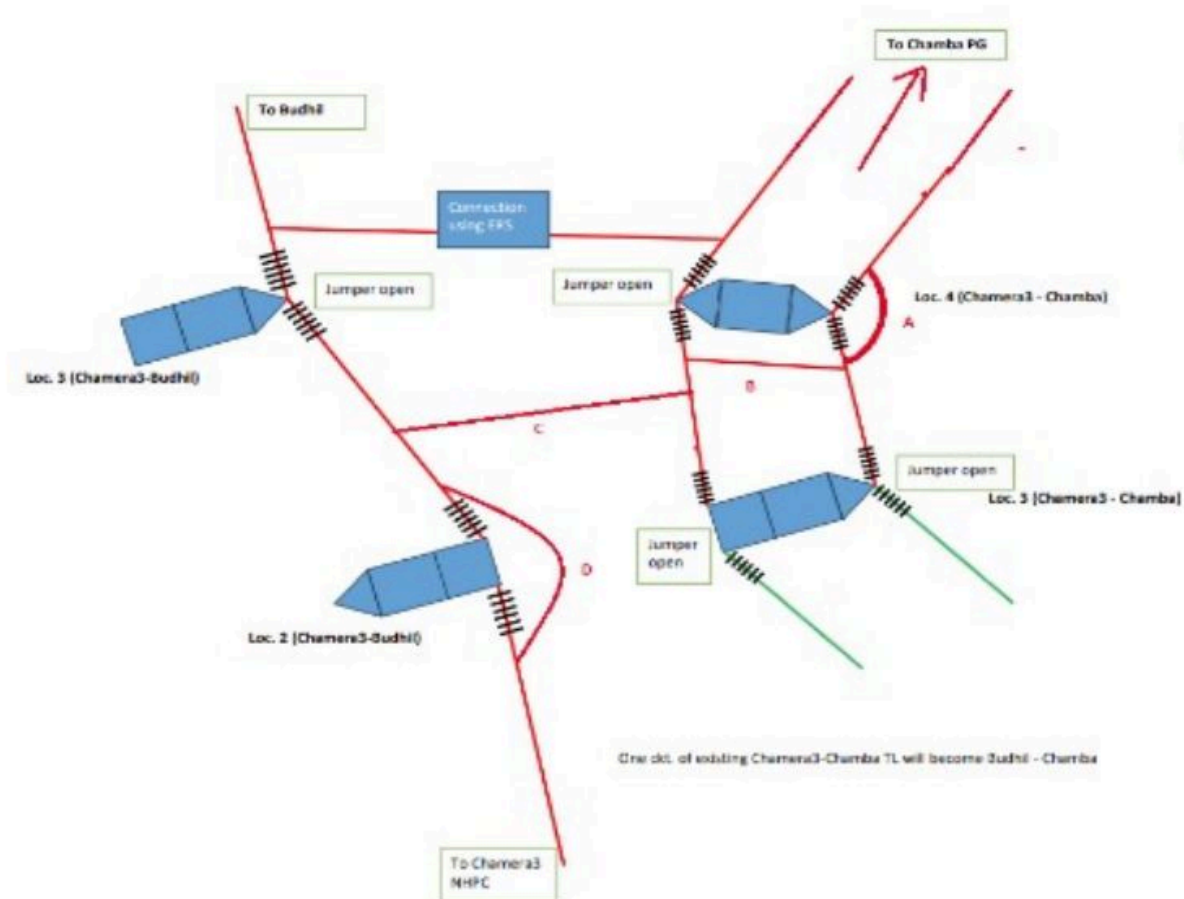 To Chamba PG
To Budhil
Connection
using ERS
Jumper open
Jumper open
Loc. 4 (Chamera3 - Chamba)
A
Loc. 3 (Chamera3-Budhil)
B
C
Jumper open
Loc. 3 (Chamera3 - Chamba)
Jumper
open
D
Loc. 2 (Chamera3-Budhil)
One ckt. of existing Chamera3-Chamba TL will become Budhil - Chamba
To Chamera3
NHPC